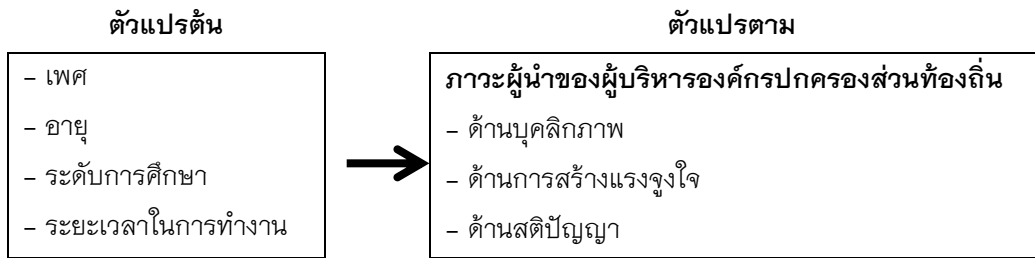 ตัวแปรต้น
ตัวแปรตาม
– เพศ
– อายุ
– ระดับการศึกษา
– ระยะเวลาในการทำงาน
ภาวะผู้นำของผู้บริหารองค์กรปกครองส่วนท้องถิ่น
– ด้านบุคลิกภาพ
– ด้านการสร้างแรงจูงใจ
– ด้านสติปัญญา